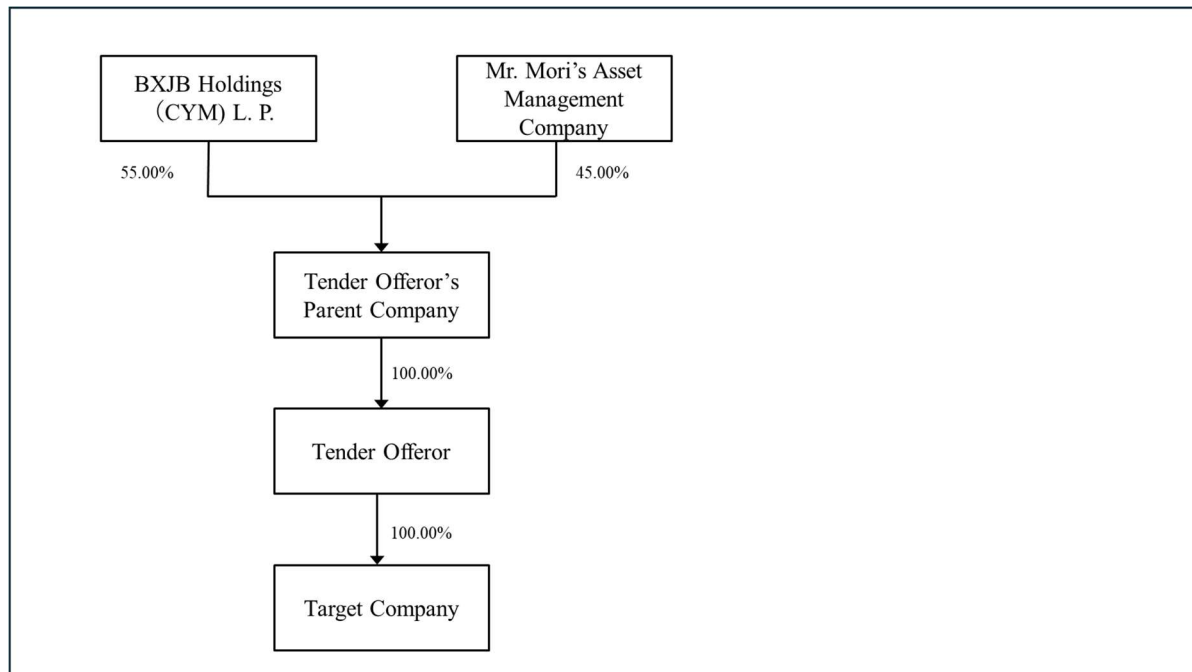 BXJB Holdings
（CYM) L. P.
Mr. Mori’s Asset
Management
Company
55.00%
45.00%
Tender Offeror’s
Parent Company
100.00%
Tender Offeror
100.00%
Target Company